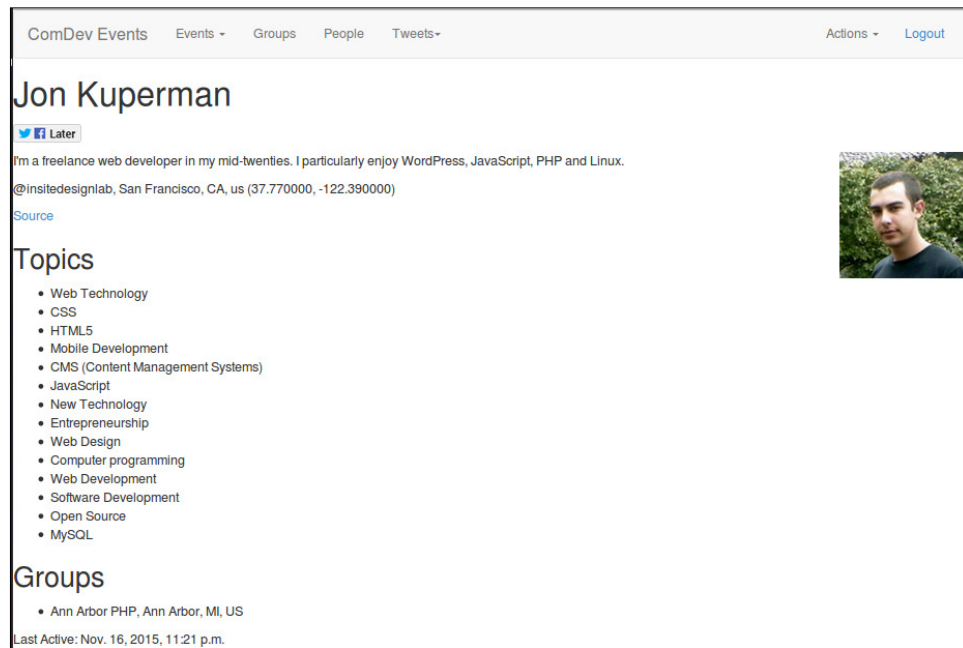 ComDev Events Events Groups People Tweets Actions Logout
Jon Kuperman
Later
I'm a freelance web developer in my mid-twenties. I particularly enjoy WordPress, JavaScript, PHP and Linux.
@insitedesignlab, San Francisco, CA, us (37.770000, -122.390000)
Source
Topics
• Web Technology
• CSS
• HTML5
• Mobile Development
• CMS (Content Management Systems)
• JavaScript
• New Technology
• Entrepreneurship
• Web Design
• Computer programming
• Web Development
• Software Development
• Open Source
• MySQL
Groups
• Ann Arbor PHP, Ann Arbor, MI, US
Last Active: Nov. 16, 2015, 11:21 p.m.